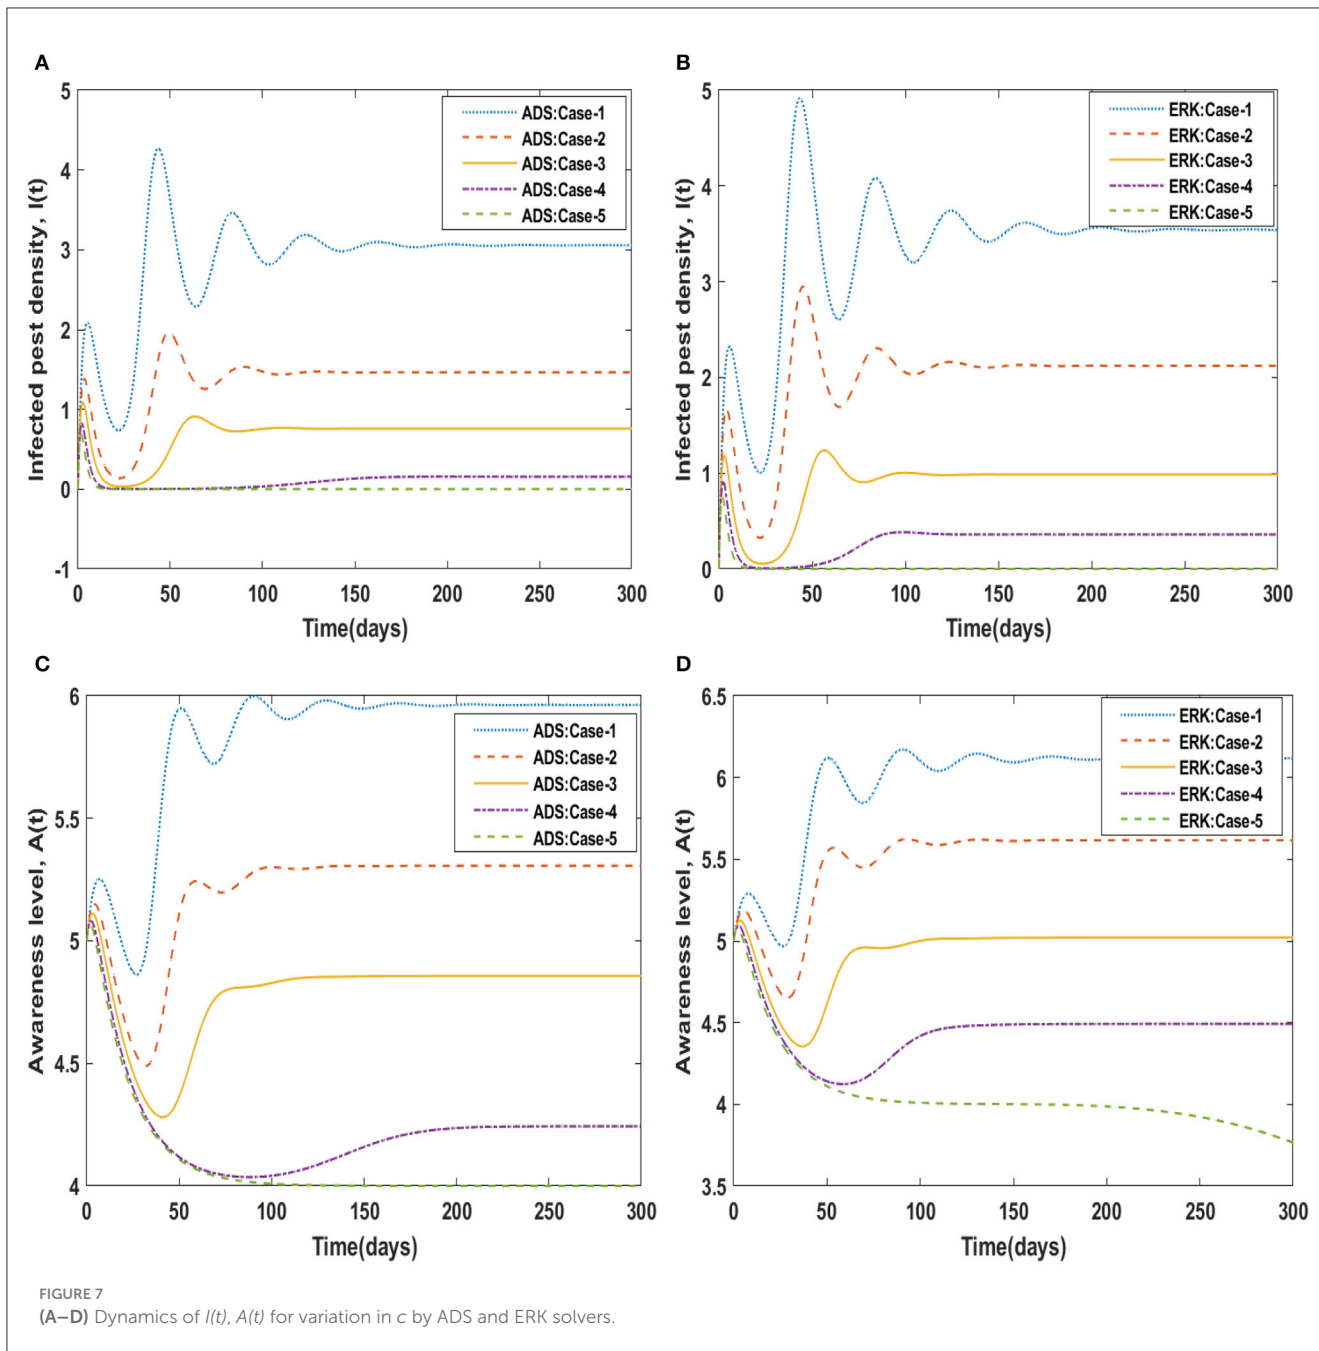 A
5
4
3
2
1
0
-1
0 50 100 150 200 250 300
Infected pest density, I(t)
Time(days)
ADS:Case-1
ADS:Case-2
ADS:Case-3
ADS:Case-4
ADS:Case-5
B
5
4
3
2
1
0
0 50 100 150 200 250 300
Infected pest density, I(t)
Time(days)
ERK:Case-1
ERK:Case-2
ERK:Case-3
ERK:Case-4
ERK:Case-5
C
6
5.5
5
4.5
4
0 50 100 150 200 250 300
Awareness level, A(t)
Time(days)
ADS:Case-1
ADS:Case-2
ADS:Case-3
ADS:Case-4
ADS:Case-5
D
6.5
6
5.5
5
4.5
4
3.5
0 50 100 150 200 250 300
Awareness level, A(t)
Time(days)
ERK:Case-1
ERK:Case-2
ERK:Case-3
ERK:Case-4
ERK:Case-5
FIGURE 7
(A–D) Dynamics of I(t), A(t) for variation in c by ADS and ERK solvers.